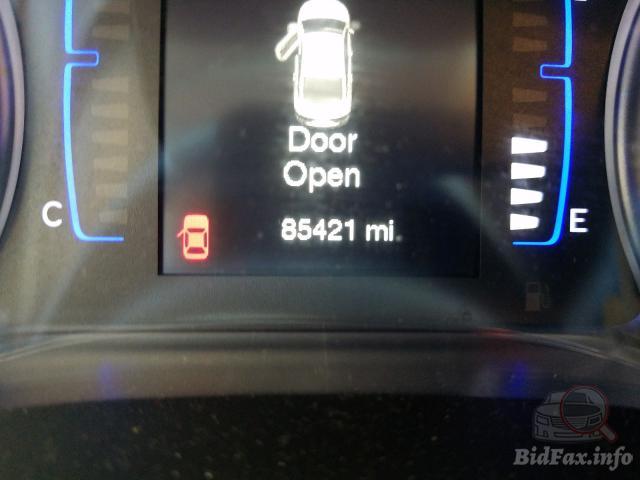 Door
Open
C
85421 mi.
E
BidFax.info